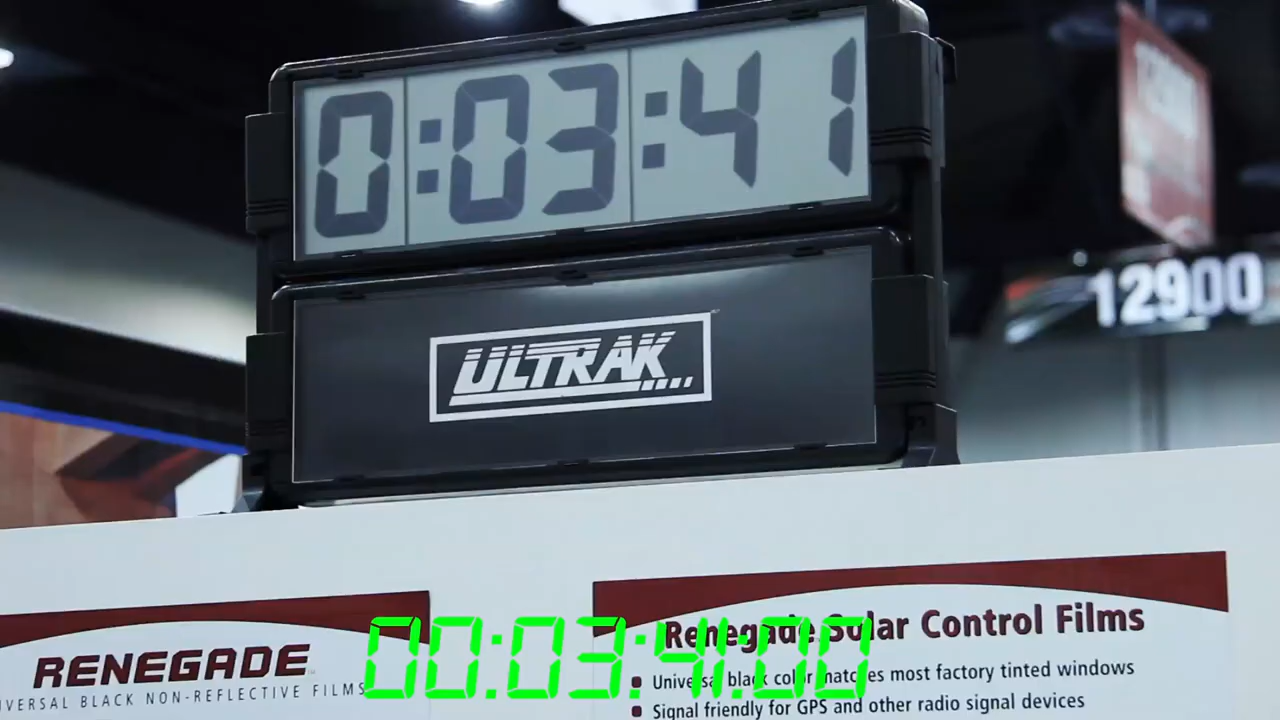 0:03:41
12900
ULTRAK
Renegade Solar Control Films
RENEGADE
Universal black color matches most factory tinted windows
VERSAL BLACK NON-REFLECTIVE FILMS
Signal friendly for GPS and other radio signal devices
00:03:41:00